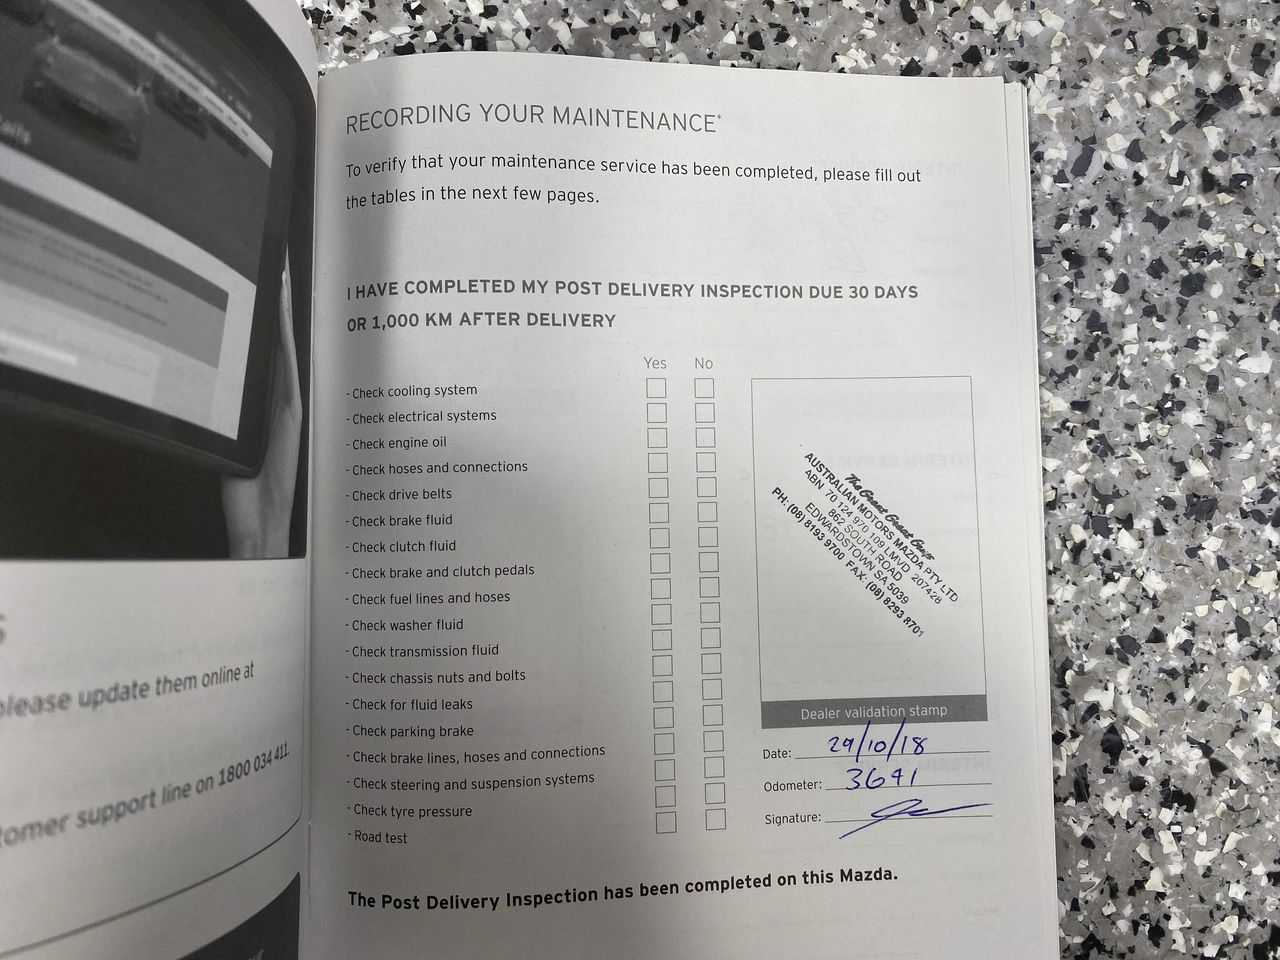 ails
S
please update them online at
tomer support line on 1800 034 411.
RECORDING YOUR MAINTENANCE*
To verify that your maintenance service has been completed, please fill out
the tables in the next few pages.
I HAVE COMPLETED MY POST DELIVERY INSPECTION DUE 30 DAYS
OR 1,000 KM AFTER DELIVERY
Yes No
- Check cooling system
- Check electrical systems
- Check engine oil
- Check hoses and connections
- Check drive belts
- Check brake fluid
- Check clutch fluid
- Check brake and clutch pedals
- Check fuel lines and hoses
- Check washer fluid
- Check transmission fluid
- Check chassis nuts and bolts
- Check for fluid leaks
- Check parking brake
- Check brake lines, hoses and connections
- Check steering and suspension systems
- Check tyre pressure
- Road test
The Great Great Guys
AUSTRALIAN MOTORS MAZDA PTY LTD
ABN 70 124 970 109 LMVD 207428
862 SOUTH ROAD
EDWARDSTOWN SA 5039
PH: (08) 8193 9700 FAX: (08) 8293 8701
Dealer validation stamp
Date: 29/10/18
Odometer: 3691
Signature:
The Post Delivery Inspection has been completed on this Mazda.